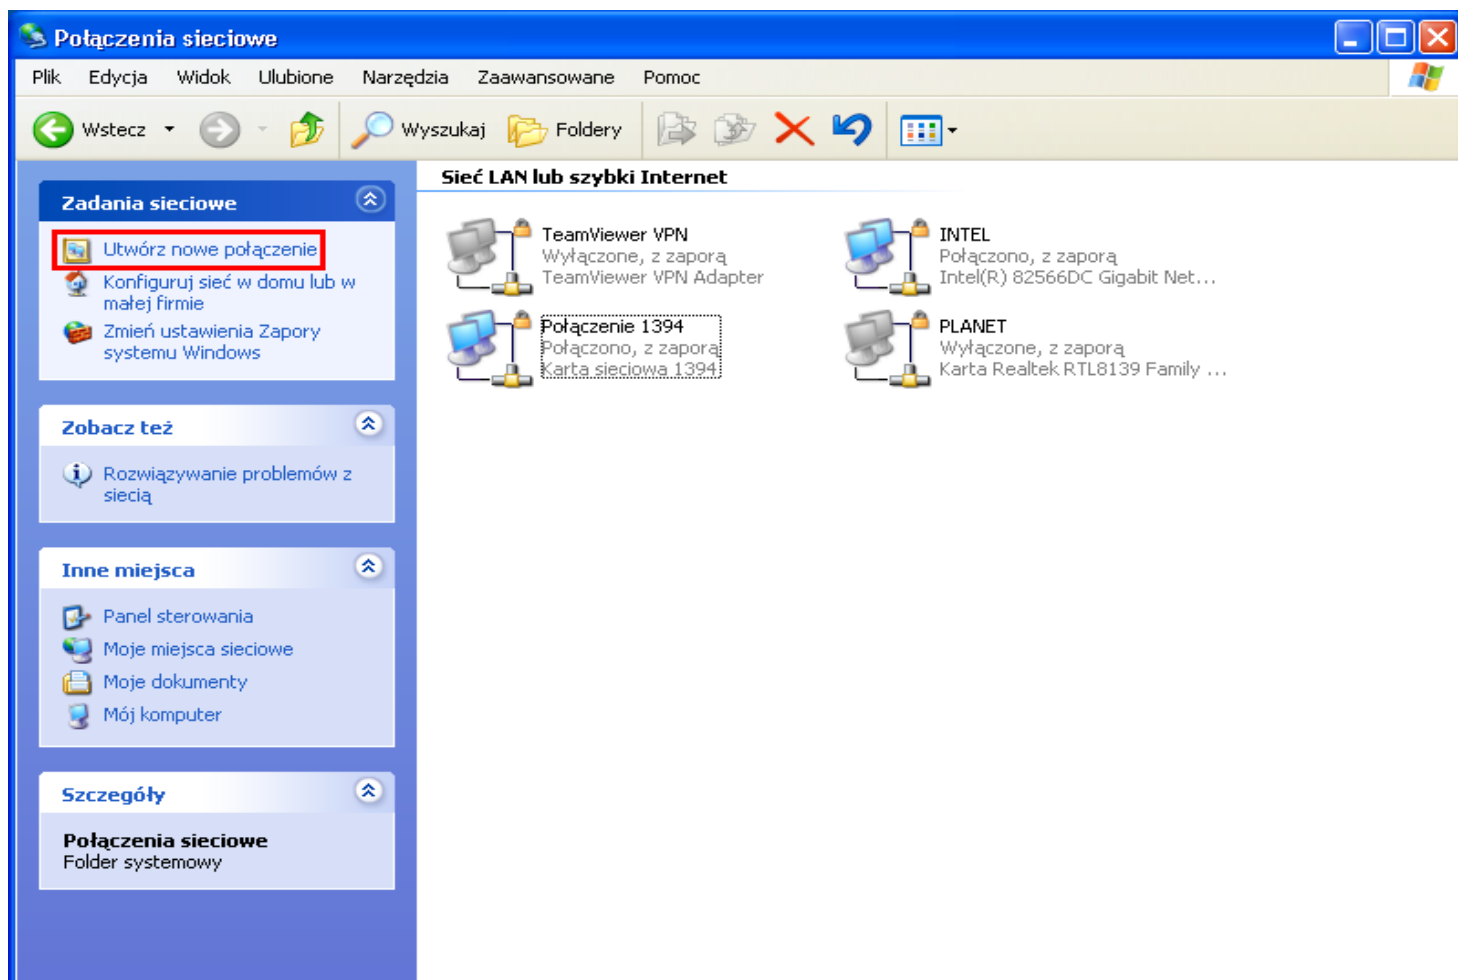 Połączenia sieciowe
Plik Edycja Widok Ulubione Narzędzia Zaawansowane Pomoc
Wstecz Wyszukaj Foldery
Zadania sieciowe
Utwórz nowe połączenie
Konfiguruj sieć w domu lub w
małej firmie
Zmień ustawienia Zapory
systemu Windows
Zobacz też
Rozwiązywanie problemów z
siecią
Inne miejsca
Panel sterowania
Moje miejsca sieciowe
Moje dokumenty
Mój komputer
Szczegóły
Połączenia sieciowe
Folder systemowy
Sieć LAN lub szybki Internet
TeamViewer VPN
Wyłączone, z zaporą
TeamViewer VPN Adapter
INTEL
Połączono, z zaporą
Intel(R) 82566DC Gigabit Net...
Połączenie 1394
Połączono, z zaporą
Karta sieciowa 1394
PLANET
Wyłączone, z zaporą
Karta Realtek RTL8139 Family ...